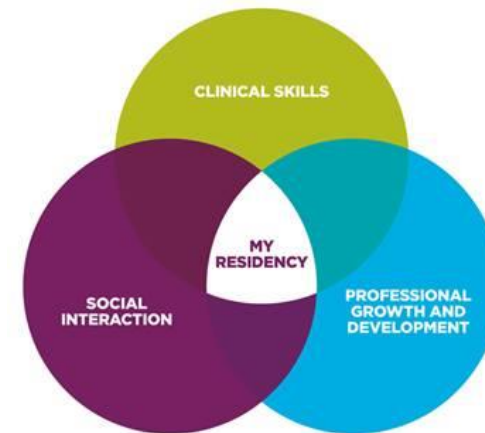 CLINICAL SKILLS
MY
RESIDENCY
SOCIAL
INTERACTION
PROFESSIONAL
GROWTH AND
DEVELOPMENT